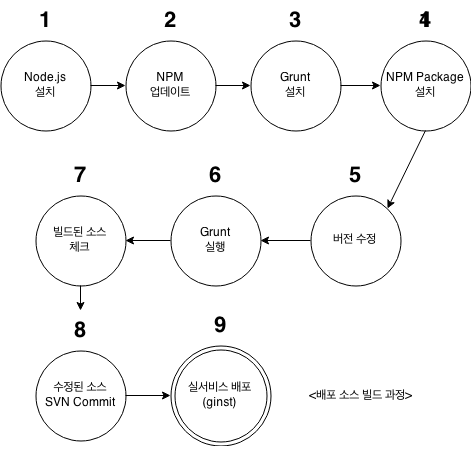 1
2
3
4
Node.js
설치
NPM
업데이트
Grunt
설치
NPM Package
설치
7
6
5
빌드된 소스
체크
Grunt
실행
버전 수정
8
9
수정된 소스
SVN Commit
실서비스 배포
(ginst)
<배포 소스 빌드 과정>